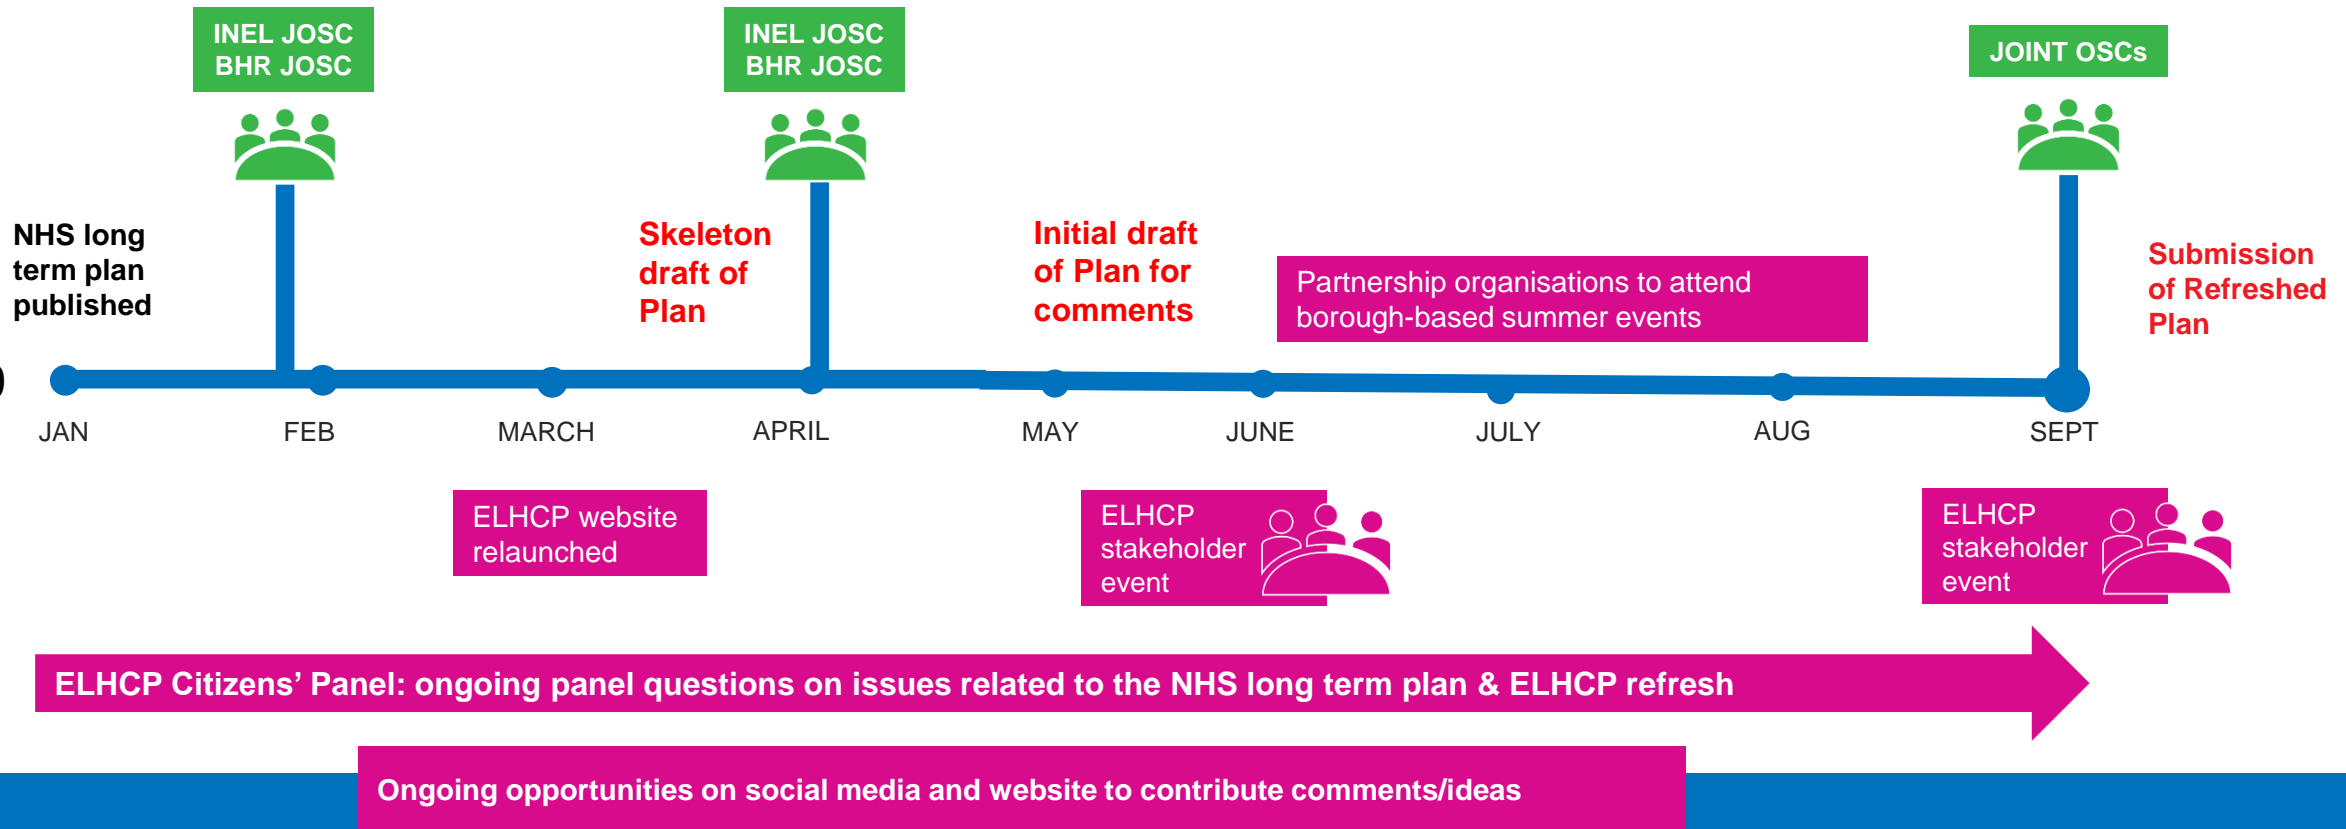 INEL JOSC
BHR JOSC
INEL JOSC
BHR JOSC
JOINT OSCs
NHS long
term plan
published
Skeleton
draft of
Plan
Initial draft
of Plan for
comments
Partnership organisations to attend
borough-based summer events
Submission
of Refreshed
Plan
JAN
FEB
MARCH
APRIL
MAY
JUNE
JULY
AUG
SEPT
ELHCP website
relaunched
ELHCP
stakeholder
event
ELHCP
stakeholder
event
ELHCP Citizens’ Panel: ongoing panel questions on issues related to the NHS long term plan & ELHCP refresh
Ongoing opportunities on social media and website to contribute comments/ideas